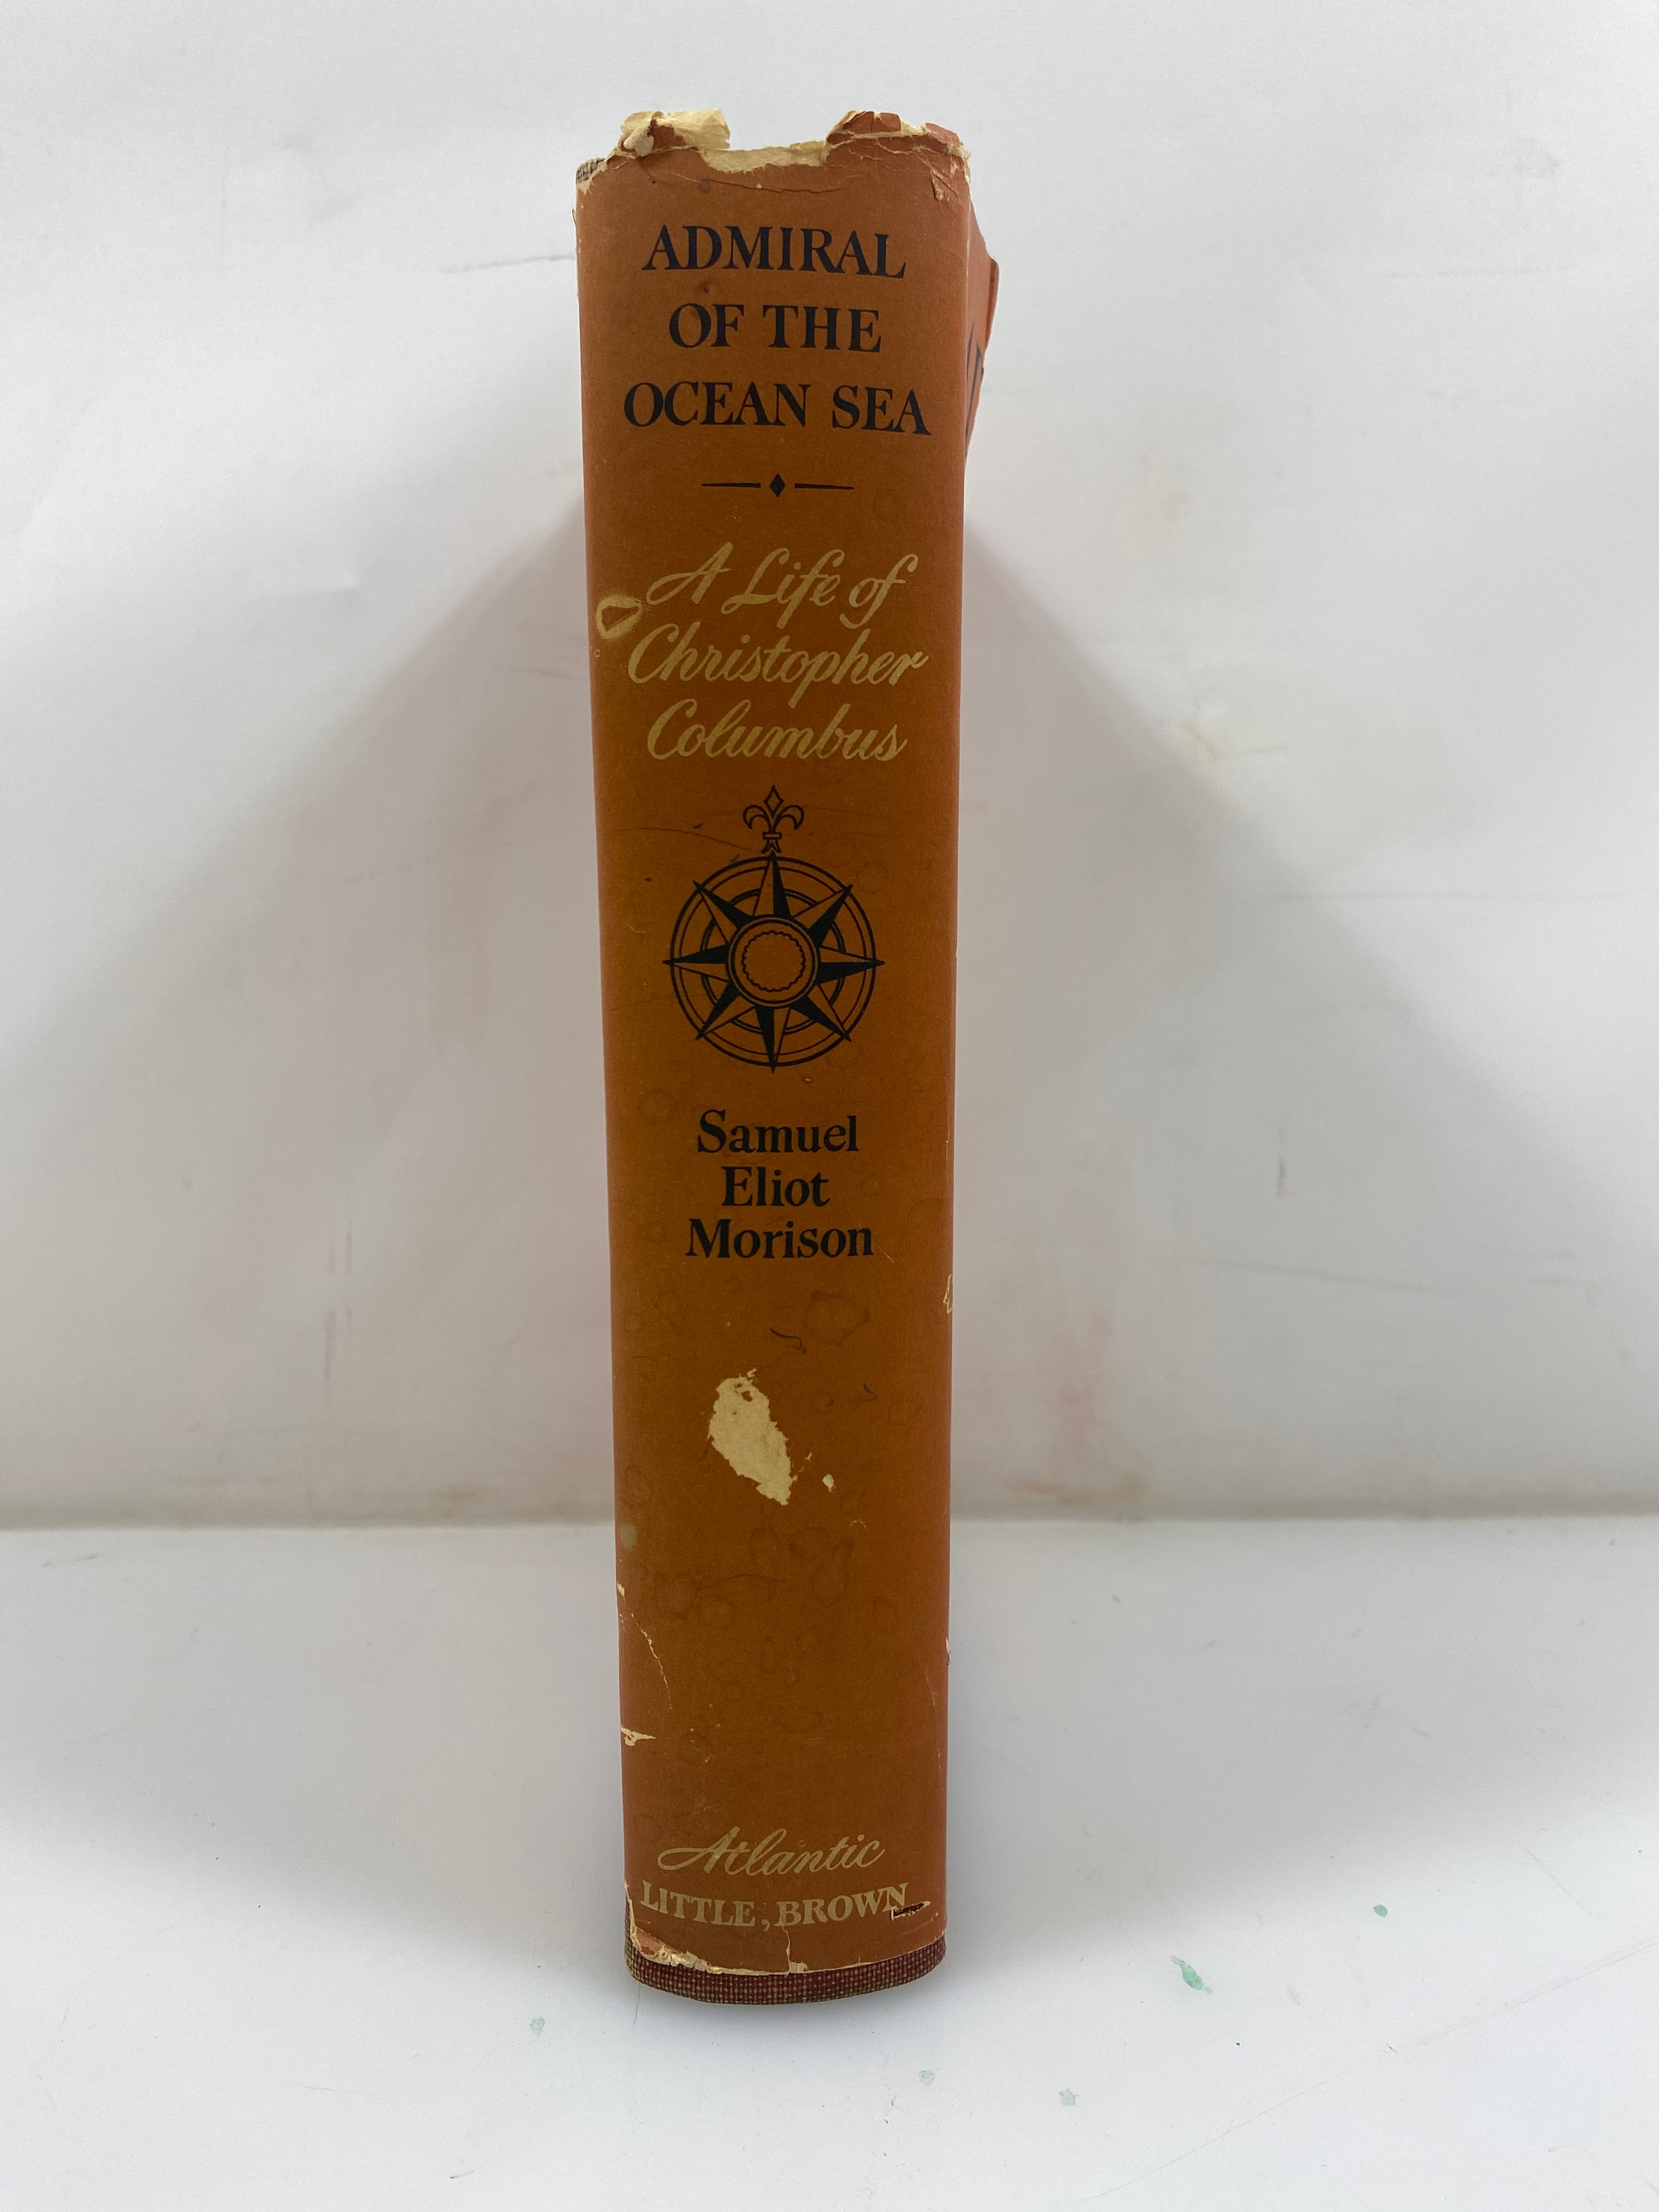 ADMIRAL
OF THE
OCEAN SEA
A Life of
Christopher
Columbus
Samuel
Eliot
Morison
Atlantic
LITTLE, BROWN